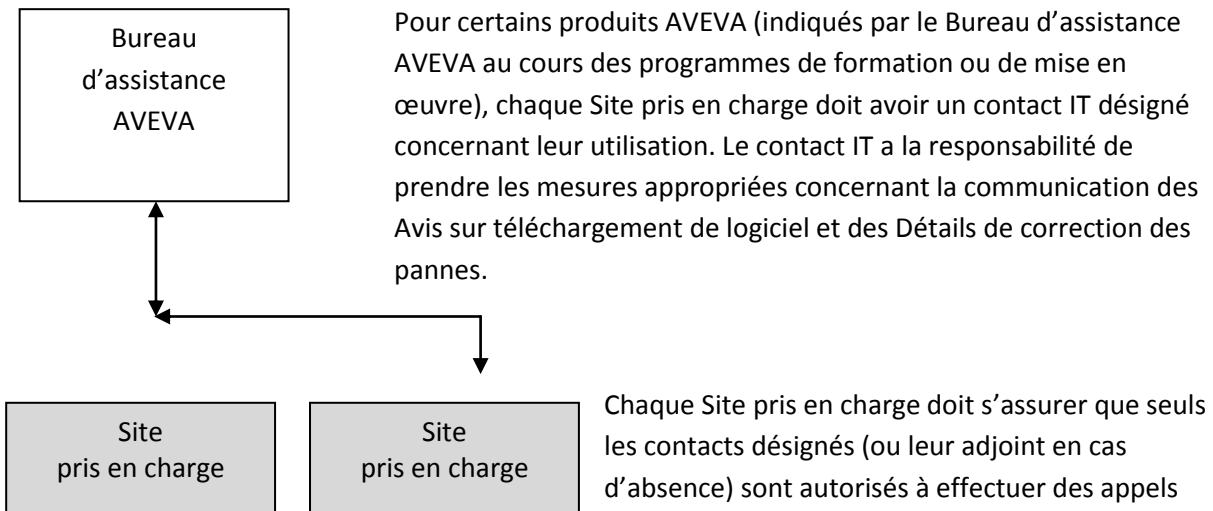 Bureau
d’assistance
AVEVA
Pour certains produits AVEVA (indiqués par le Bureau d’assistance
AVEVA au cours des programmes de formation ou de mise en
œuvre), chaque Site pris en charge doit avoir un contact IT désigné
concernant leur utilisation. Le contact IT a la responsabilité de
prendre les mesures appropriées concernant la communication des
Avis sur téléchargement de logiciel et des Détails de correction des
pannes.
Site
pris en charge
Site
pris en charge
Chaque Site pris en charge doit s’assurer que seuls
les contacts désignés (ou leur adjoint en cas
d’absence) sont autorisés à effectuer des appels